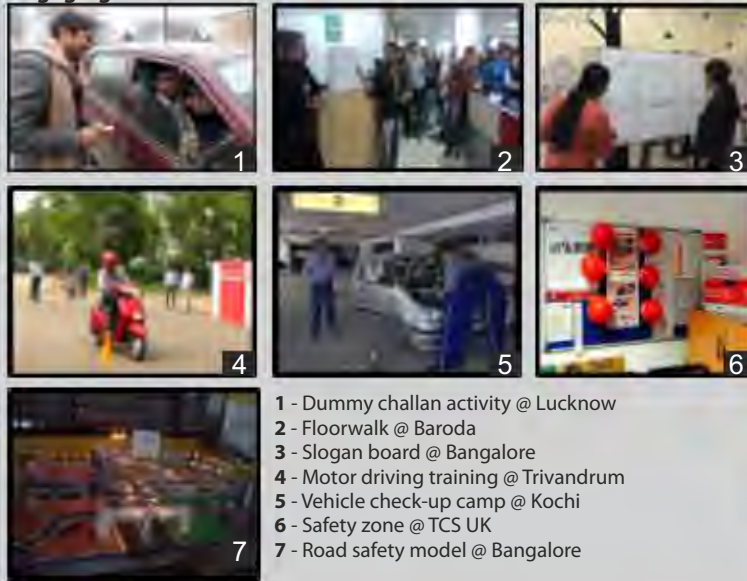 1
2
3
4
5
6
7
1 - Dummy challan activity @ Lucknow
2 - Floorwalk @ Baroda
3 - Slogan board @ Bangalore
4 - Motor driving training @ Trivandrum
5 - Vehicle check-up camp @ Kochi
6 - Safety zone @ TCS UK
7 - Road safety model @ Bangalore